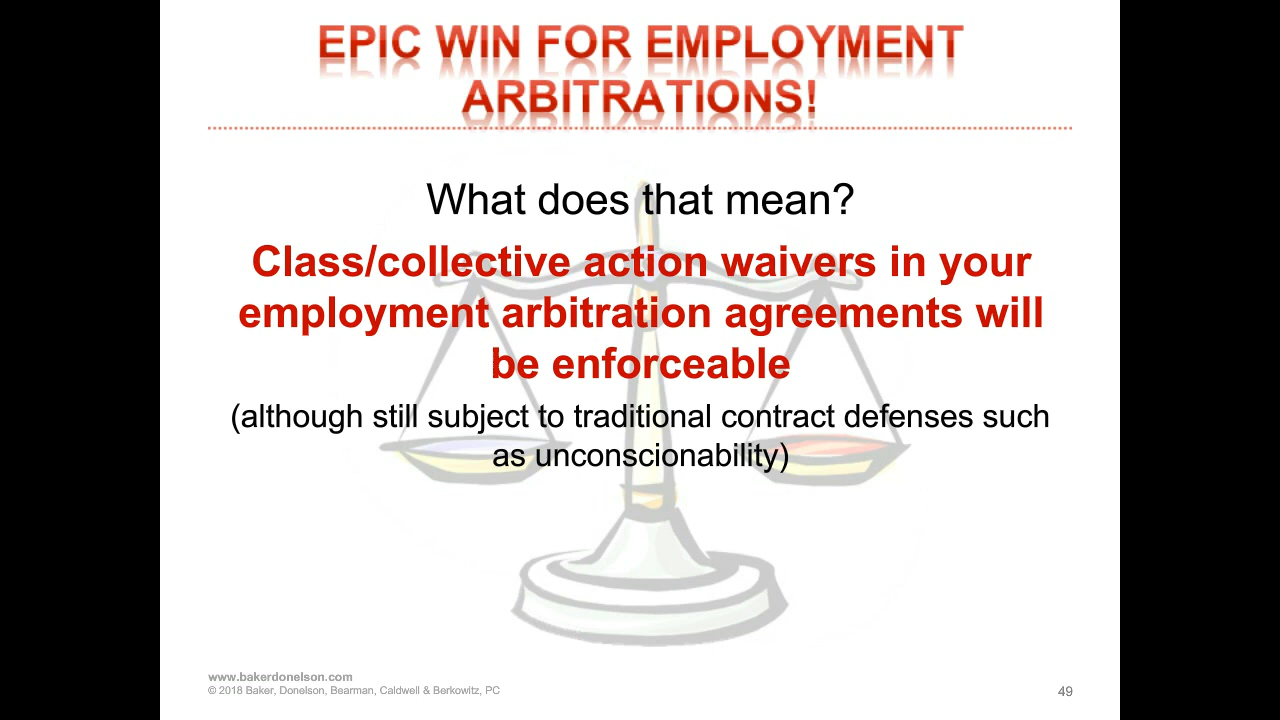 EPIC WIN FOR EMPLOYMENT
ARBITRATIONS!
What does that mean?
Class/collective action waivers in your
employment arbitration agreements will
be enforceable
(although still subject to traditional contract defenses such
as unconscionability)
www.bakerdonelson.com
© 2018 Baker, Donelson, Bearman, Caldwell & Berkowitz, PC
49